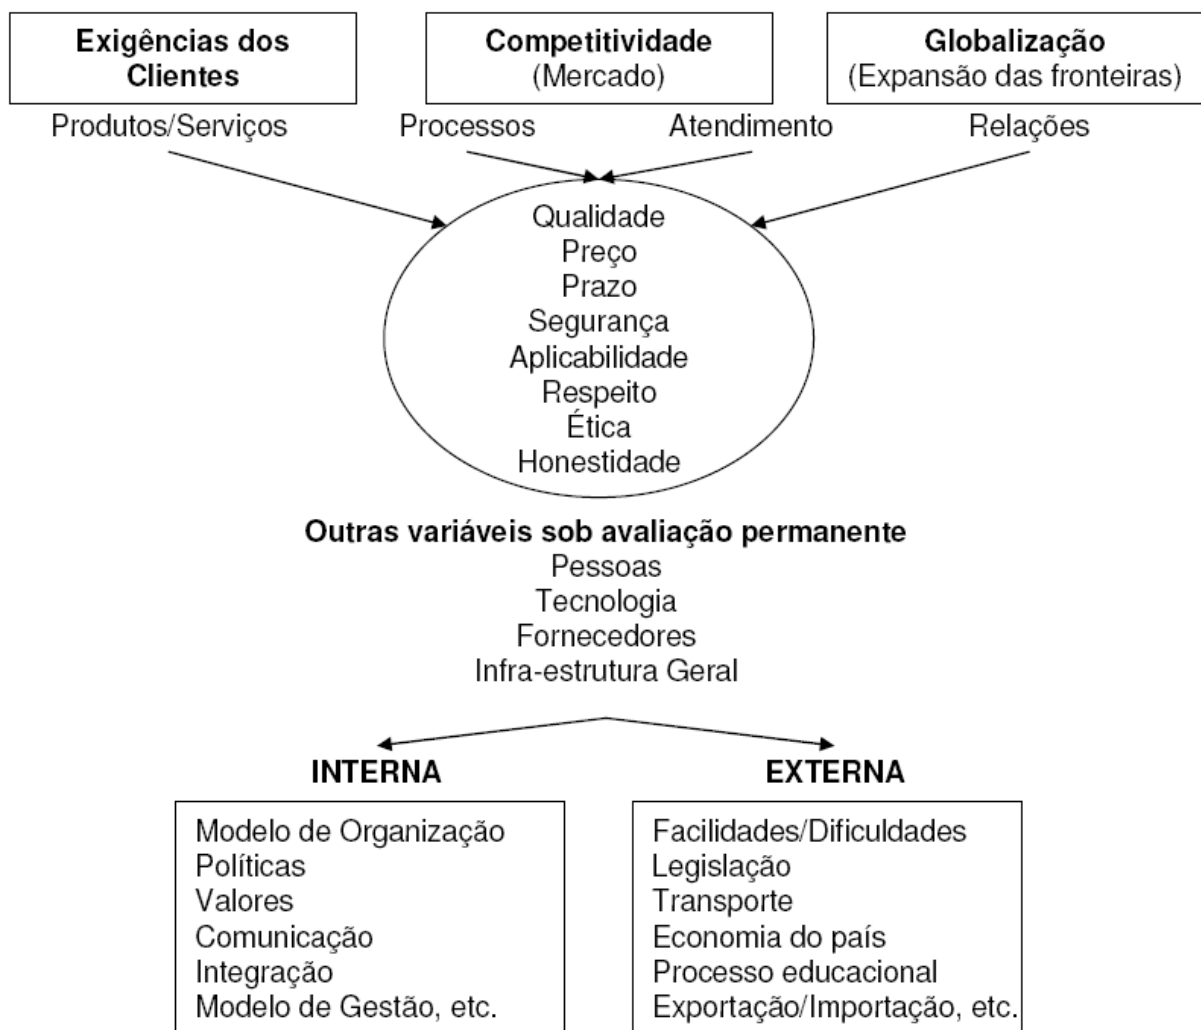 Exigências dos
Clientes
Competitividade
(Mercado)
Globalização
(Expansão das fronteiras)
Produtos/Serviços
Processos
Atendimento
Relações
Qualidade
Preço
Prazo
Segurança
Aplicabilidade
Respeito
Ética
Honestidade
Outras variáveis sob avaliação permanente
Pessoas
Tecnologia
Fornecedores
Infra-estrutura Geral
INTERNA
Modelo de Organização
Políticas
Valores
Comunicação
Integração
Modelo de Gestão, etc.
EXTERNA
Facilidades/Dificuldades
Legislação
Transporte
Economia do país
Processo educacional
Exportação/Importação, etc.